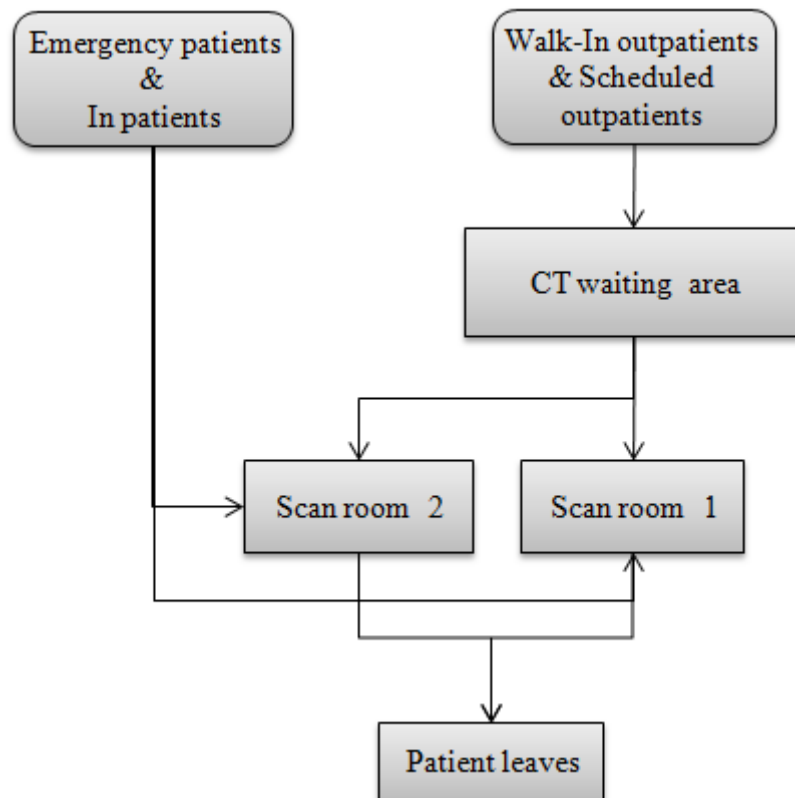 Emergency patients
&
In patients
Walk-In outpatients
& Scheduled
outpatients
CT waiting area
Scan room 2
Scan room 1
Patient leaves